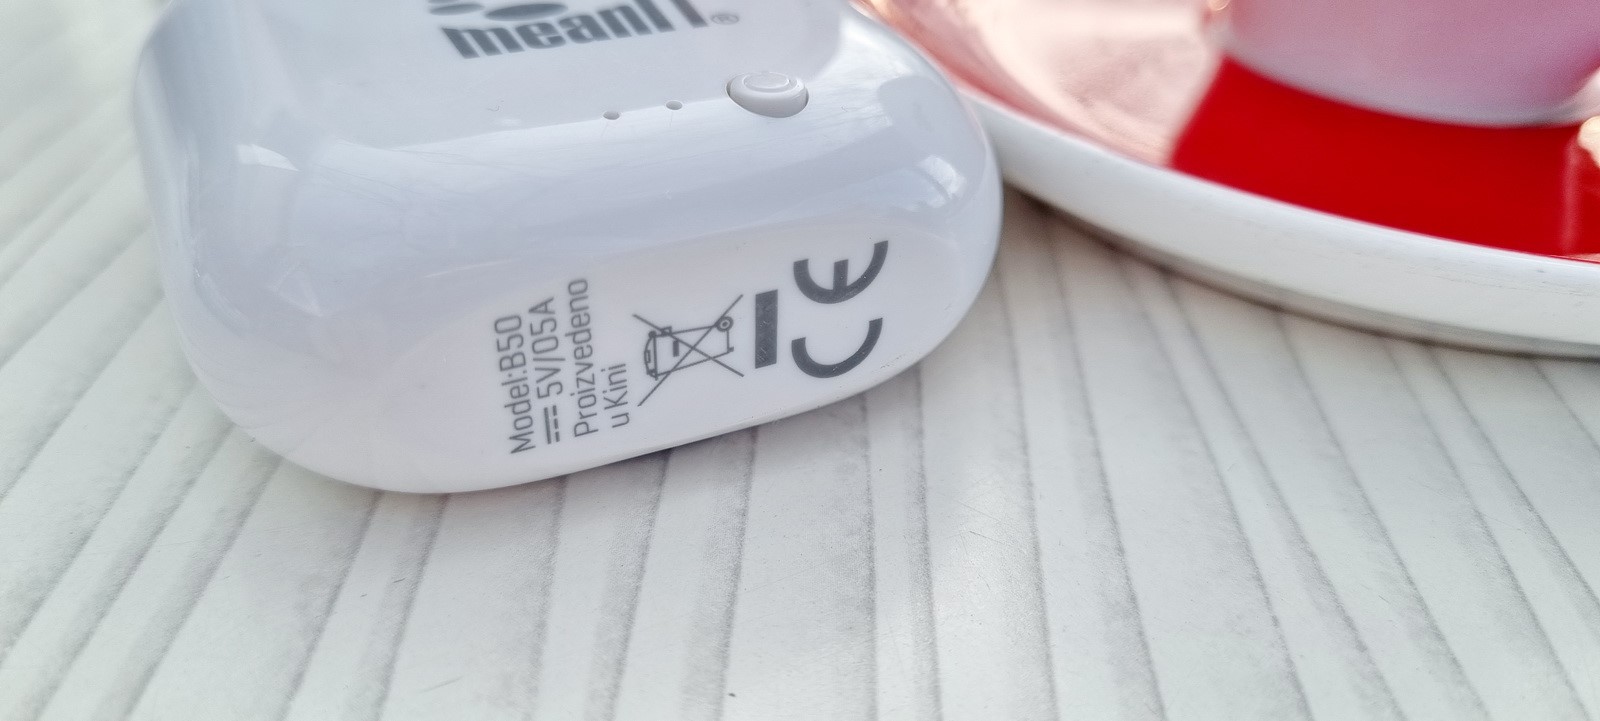 meanIT®
Model:B50
5V/05A
Proizvedeno
u Kini
CE